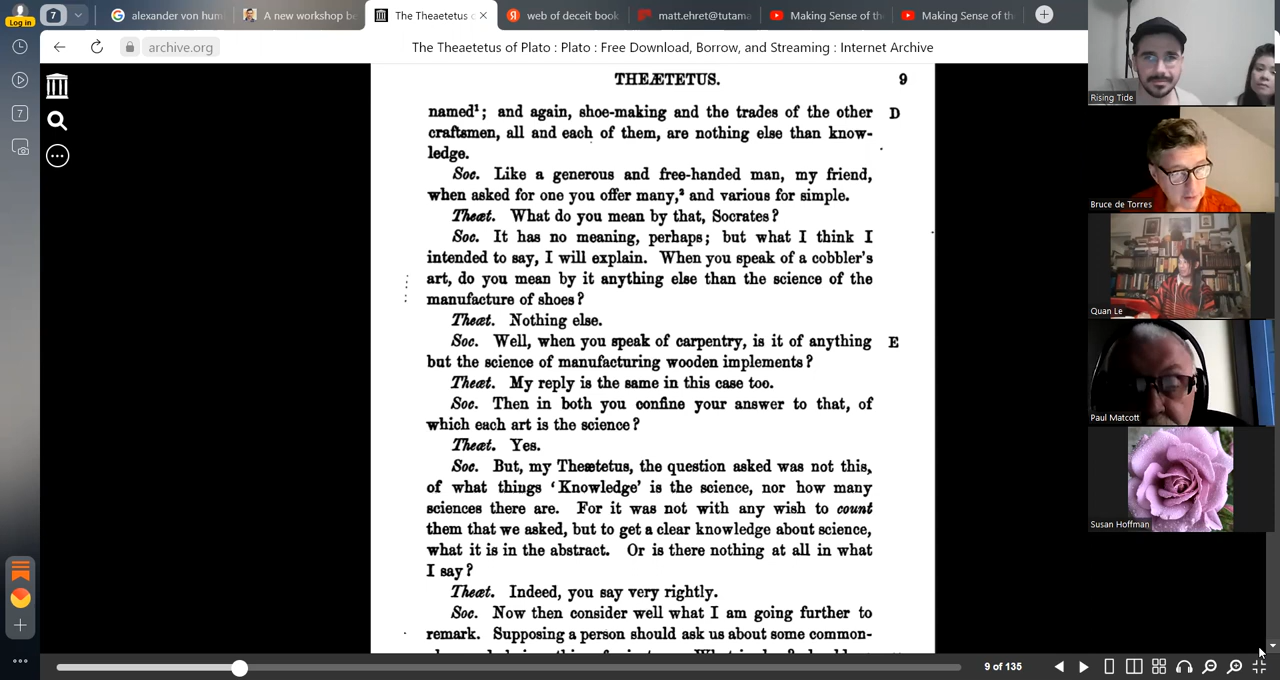 Log in
7
alexander von hum
A new workshop be
The Theaetetus o
web of deceit book
matt.ehret@tutama
Making Sense of th
Making Sense of th
archive.org
The Theaetetus of Plato : Plato : Free Download, Borrow, and Streaming : Internet Archive
7
THEÆTETUS.
9
named¹; and again, shoe-making and the trades of the other D
craftsmen, all and each of them, are nothing else than know-
ledge.
Soc. Like a generous and free-handed man, my friend,
when asked for one you offer many,² and various for simple.
Theæt. What do you mean by that, Socrates?
Soc. It has no meaning, perhaps; but what I think I
intended to say, I will explain. When you speak of a cobbler's
art, do you mean by it anything else than the science of the
manufacture of shoes?
Theæt. Nothing else.
Soc. Well, when you speak of carpentry, is it of anything E
but the science of manufacturing wooden implements?
Theæt. My reply is the same in this case too.
Soc. Then in both you confine your answer to that, of
which each art is the science?
Theæt. Yes.
Soc. But, my Theætetus, the question asked was not this,
of what things 'Knowledge' is the science, nor how many
sciences there are. For it was not with any wish to count
them that we asked, but to get a clear knowledge about science,
what it is in the abstract. Or is there nothing at all in what
I say?
Theæt. Indeed, you say very rightly.
Soc. Now then consider well what I am going further to
remark. Supposing a person should ask us about some common-
9 of 135
Rising Tide
Bruce de Torres
Quan Le
Paul Matcott
Susan Hoffman